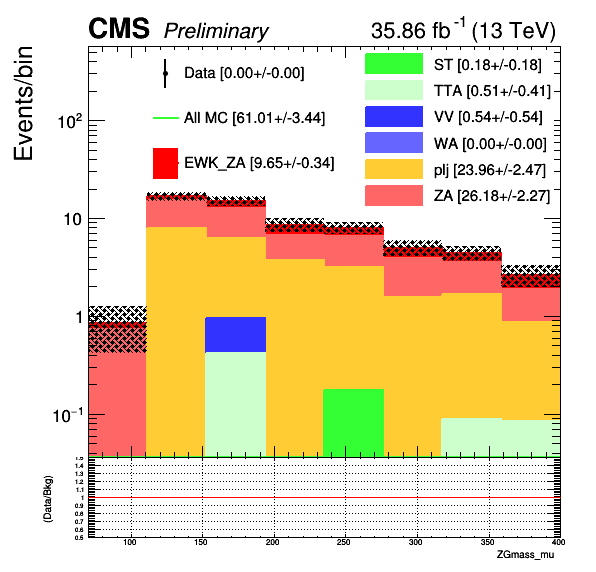 CMS Preliminary 35.86 fb⁻¹ (13 TeV)
Events/bin
Data [0.00+/-0.00]
All MC [61.01+/-3.44]
EWK_ZA [9.65+/-0.34]
ST [0.18+/-0.18]
TTA [0.51+/-0.41]
VV [0.54+/-0.54]
WA [0.00+/-0.00]
plj [23.96+/-2.47]
ZA [26.18+/-2.27]
10²
10
1
10⁻¹
(Data/Bkg)
1.5
1.4
1.3
1.2
1.1
1
0.9
0.8
0.7
0.6
0.5
100 150 200 250 300 350 400
ZGmass_mu